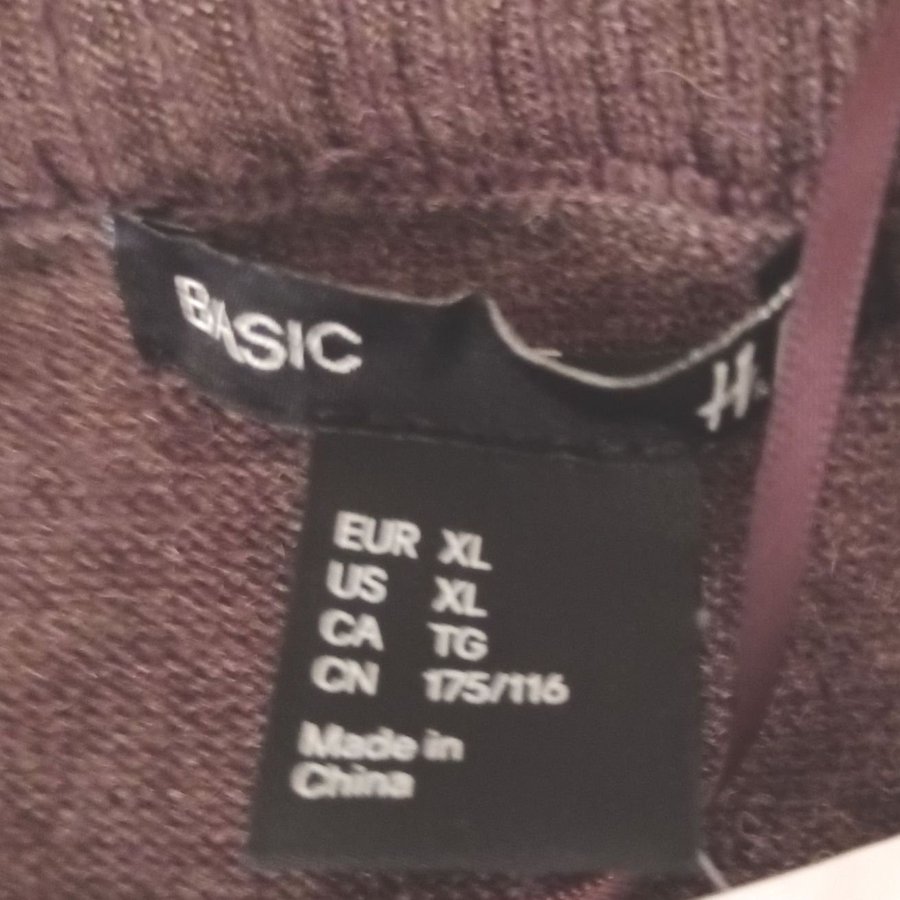 BASIC
H
EUR XL
US XL
CA TG
CN 175/116
Made in
China